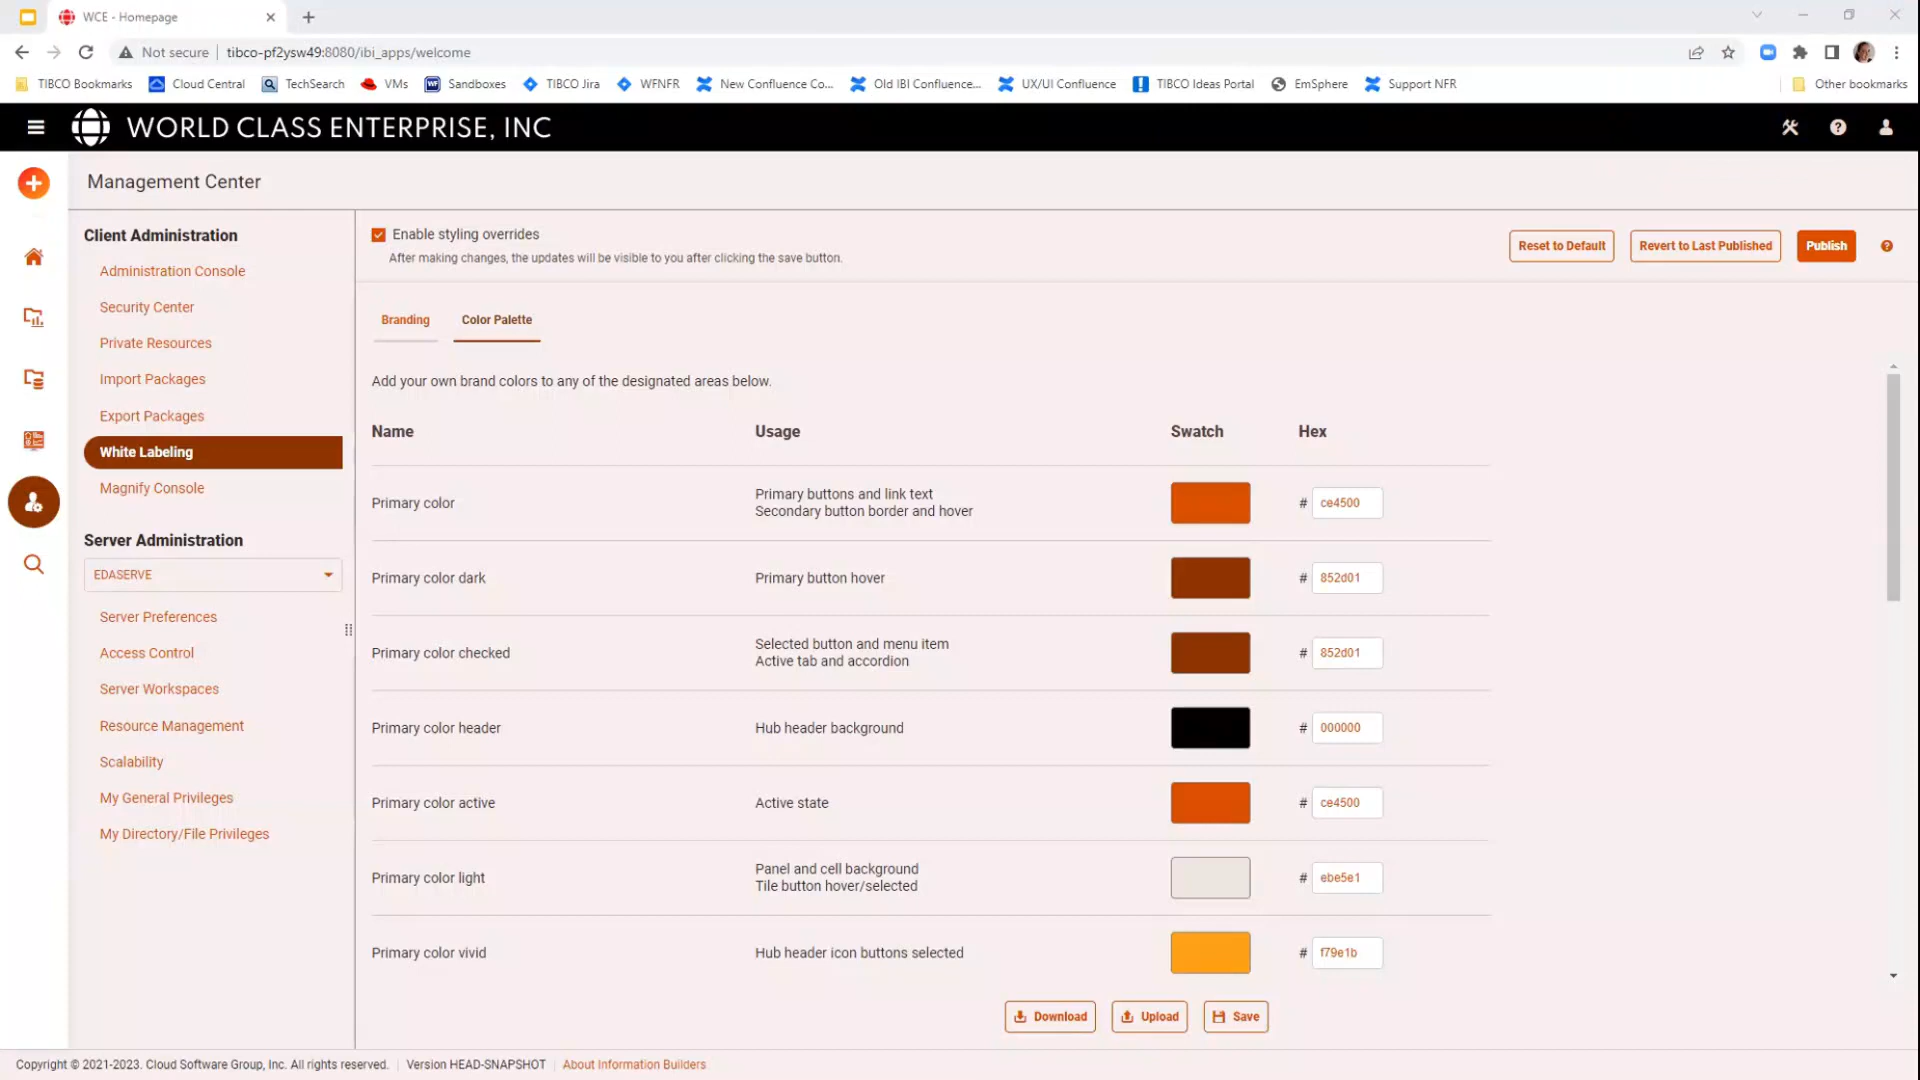 WCE - Homepage
Not secure
tibco-pf2ysw49:8080/ibi_apps/welcome
TIBCO Bookmarks
Cloud Central
TechSearch
VMs
Sandboxes
TIBCO Jira
WFNFR
New Confluence Co...
Old IBI Confluence...
UX/UI Confluence
TIBCO Ideas Portal
EmSphere
Support NFR
Other bookmarks
WORLD CLASS ENTERPRISE, INC
Management Center
Client Administration
Administration Console
Security Center
Private Resources
Import Packages
Export Packages
White Labeling
Magnify Console
Server Administration
EDASERVE
Server Preferences
Access Control
Server Workspaces
Resource Management
Scalability
My General Privileges
My Directory/File Privileges
Enable styling overrides
After making changes, the updates will be visible to you after clicking the save button.
Reset to Default
Revert to Last Published
Publish
Branding
Color Palette
Add your own brand colors to any of the designated areas below.
Name Usage Swatch Hex
Primary color
Primary buttons and link text
Secondary button border and hover
# ce4500
Primary color dark
Primary button hover
# 852d01
Primary color checked
Selected button and menu item
Active tab and accordion
# 852d01
Primary color header
Hub header background
# 000000
Primary color active
Active state
# ce4500
Primary color light
Panel and cell background
Tile button hover/selected
# ebe5e1
Primary color vivid
Hub header icon buttons selected
# f79e1b
Download
Upload
Save
Copyright © 2021-2023. Cloud Software Group, Inc. All rights reserved.
Version HEAD-SNAPSHOT
About Information Builders